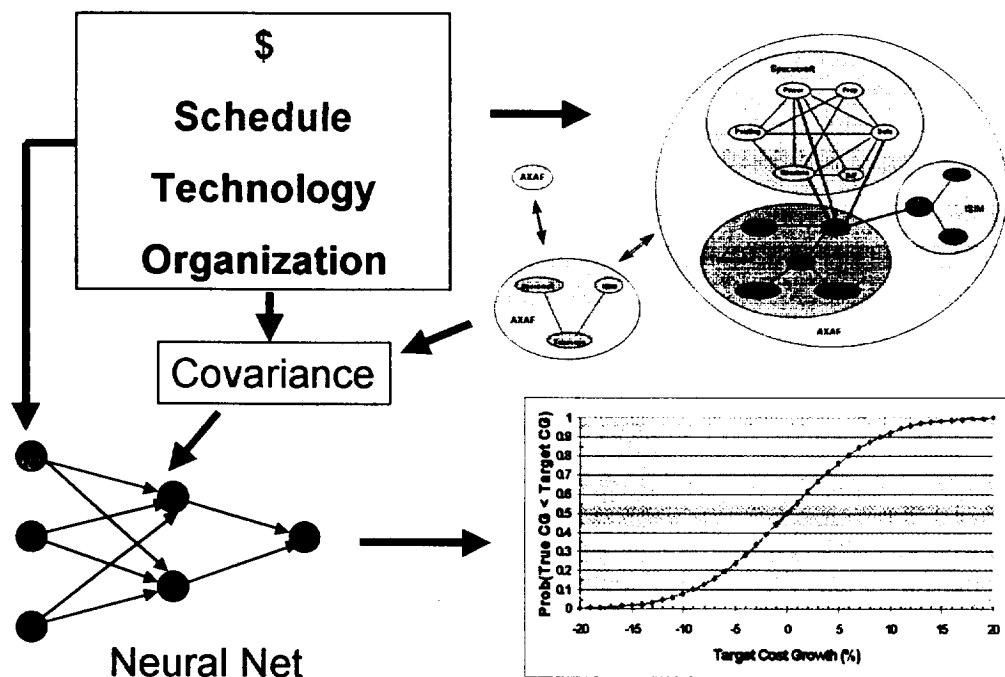 $
Schedule
Technology
Organization
Covariance
Neural Net
Spacecraft
Power
Prop
Pointing
Data
Structure
ISIM
AXAF
AXAF
Spacecraft
ISIM
AXAF
Telescope
Prob(True CG < Target CG)
1
0.9
0.8
0.7
0.6
0.5
0.4
0.3
0.2
0.1
0
-20
-15
-10
-5
0
5
10
15
20
Target Cost Growth (%)